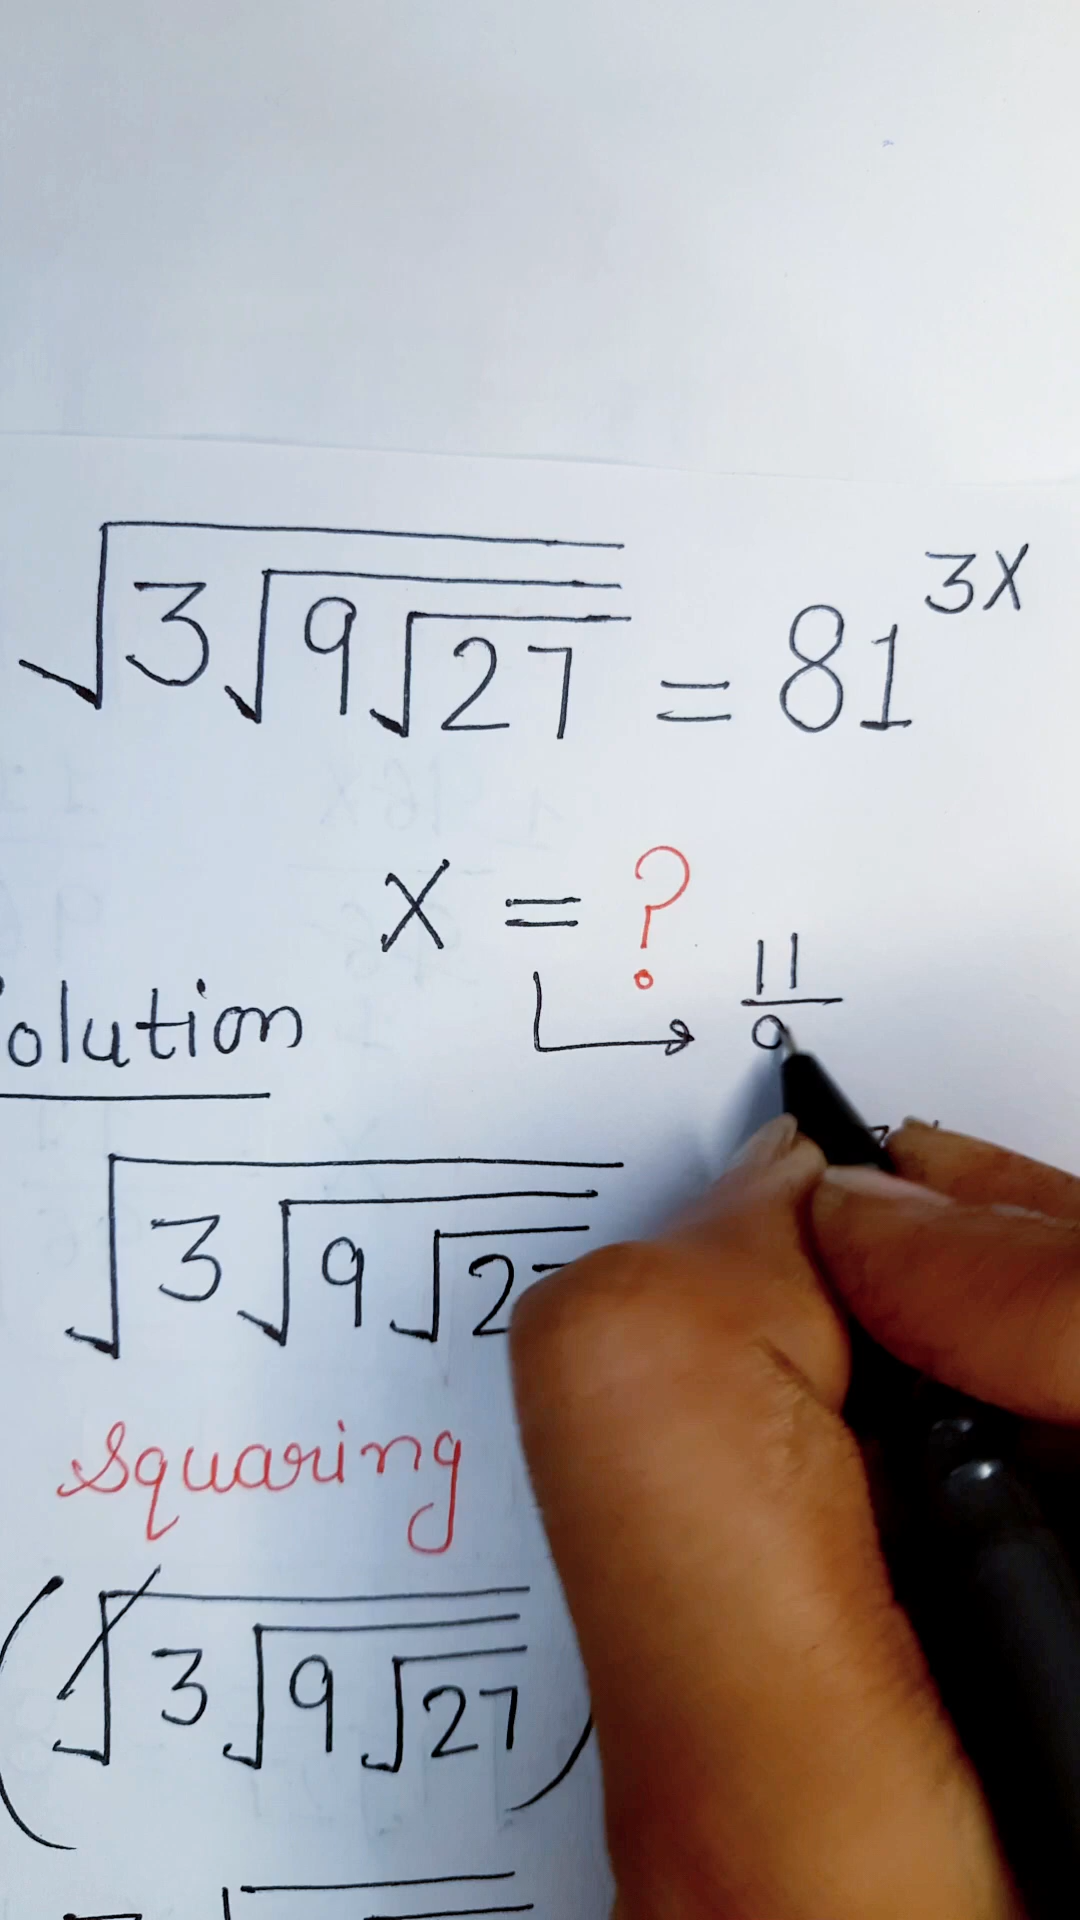 √3√9√27 = 81^3x
x = ?
11
9
olution
√3√9√2
Squaring
(√3√9√27)